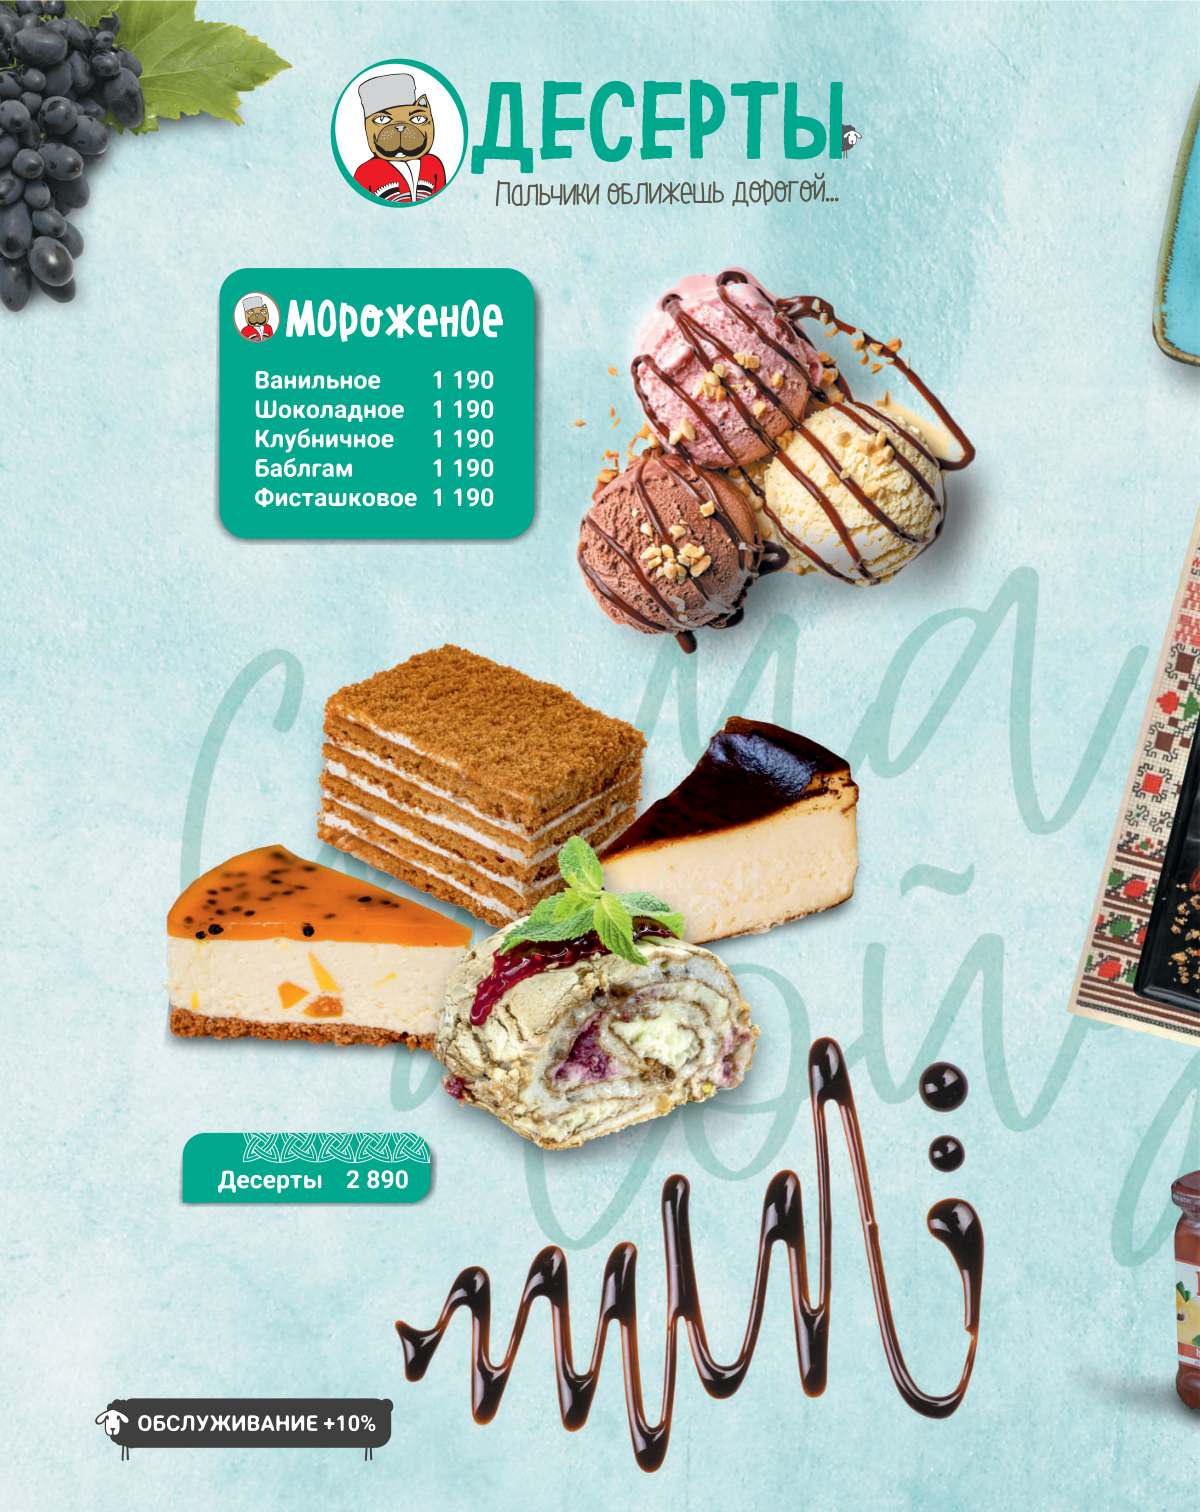 ДЕСЕРТЫ
Пальчики оближешь дорогой...
Мороженое
Ванильное 1 190
Шоколадное 1 190
Клубничное 1 190
Баблгам 1 190
Фисташковое 1 190
Десерты 2 890
ОБСЛУЖИВАНИЕ +10%